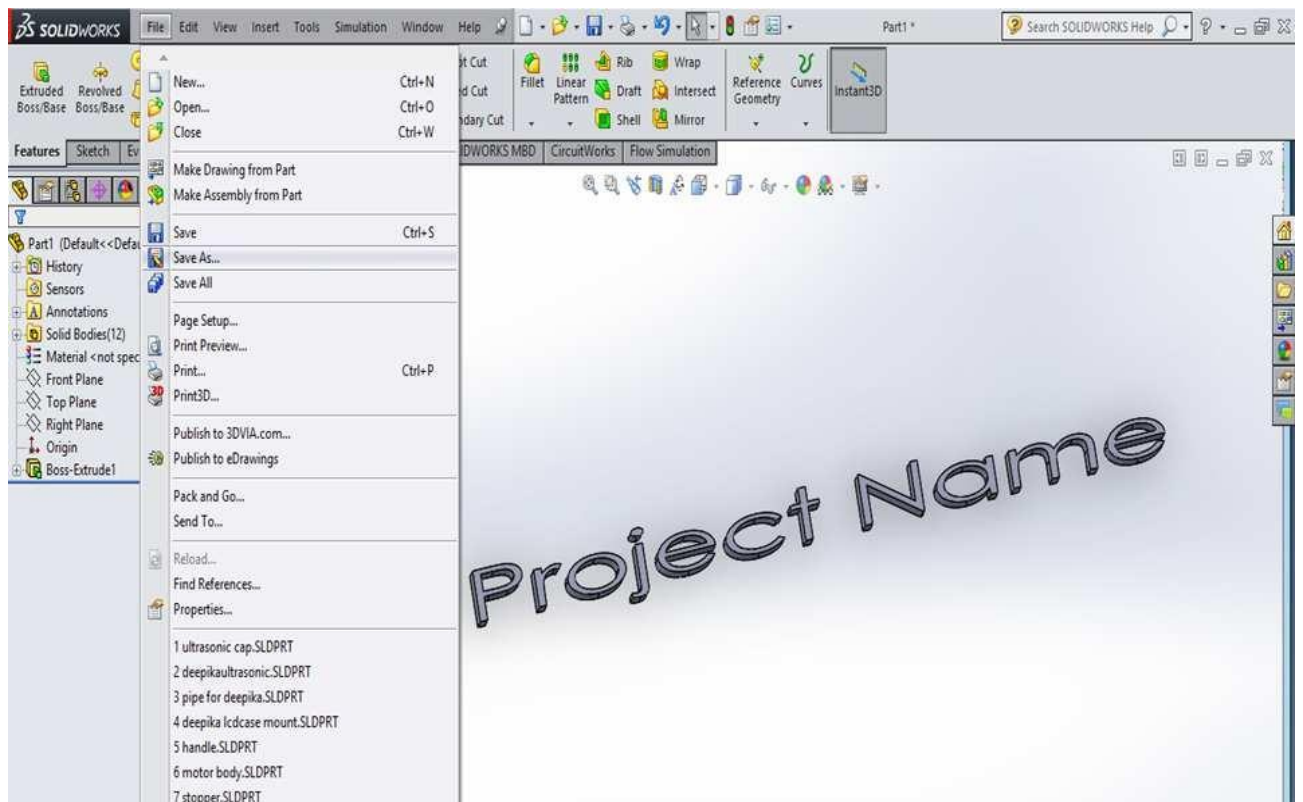 SOLIDWORKS File Edit View Insert Tools Simulation Window Help Part1 * Search SOLIDWORKS Help
Extruded Boss/Base
Revolved Boss/Base
Cut
Cut
Cut
Fillet
Linear Pattern
Rib
Draft
Shell
Wrap
Intersect
Mirror
Reference Geometry
Curves
Instant3D
Features Sketch Ev
IDWORKS MBD CircuitWorks Flow Simulation
New... Ctrl+N
Open... Ctrl+O
Close Ctrl+W
Make Drawing from Part
Make Assembly from Part
Save Ctrl+S
Save As...
Save All
Page Setup...
Print Preview...
Print... Ctrl+P
Print3D...
Publish to 3DVIA.com...
Publish to eDrawings
Pack and Go...
Send To...
Reload...
Find References...
Properties...
1 ultrasonic cap.SLDPRT
2 deepikaultrasonic.SLDPRT
3 pipe for deepika.SLDPRT
4 deepika lcdcase mount.SLDPRT
5 handle.SLDPRT
6 motor body.SLDPRT
7 stopper.SLDPRT
Part1 (Default<<Defau
History
Sensors
Annotations
Solid Bodies(12)
Material <not spec
Front Plane
Top Plane
Right Plane
Origin
Boss-Extrude1
Project Name